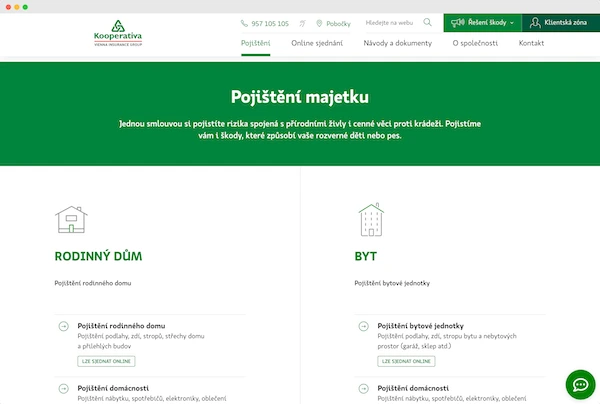 Kooperativa
VIENNA INSURANCE GROUP
957 105 105
Pobočky
Hledejte na webu
Řešení škody
Klientská zóna
Pojištění
Online sjednání
Návody a dokumenty
O společnosti
Kontakt
Pojištění majetku
Jednou smlouvou si pojistíte rizika spojená s přírodními živly i cenné věci proti krádeži. Pojistíme
vám i škody, které způsobí vaše rozverné děti nebo pes.
RODINNÝ DŮM
Pojištění rodinného domu
Pojištění rodinného domu
Pojištění podlahy, zdí, stropů, střechy domu
a přilehlých budov
LZE SJEDNAT ONLINE
Pojištění domácnosti
Pojištění nábytku, spotřebičů, elektroniky, oblečení
BYT
Pojištění bytové jednotky
Pojištění bytové jednotky
Pojištění podlahy, zdí, stropu bytu a nebytových
prostor (garáž, sklep atd.)
LZE SJEDNAT ONLINE
Pojištění domácnosti
Pojištění nábytku, spotřebičů, elektroniky, oblečení